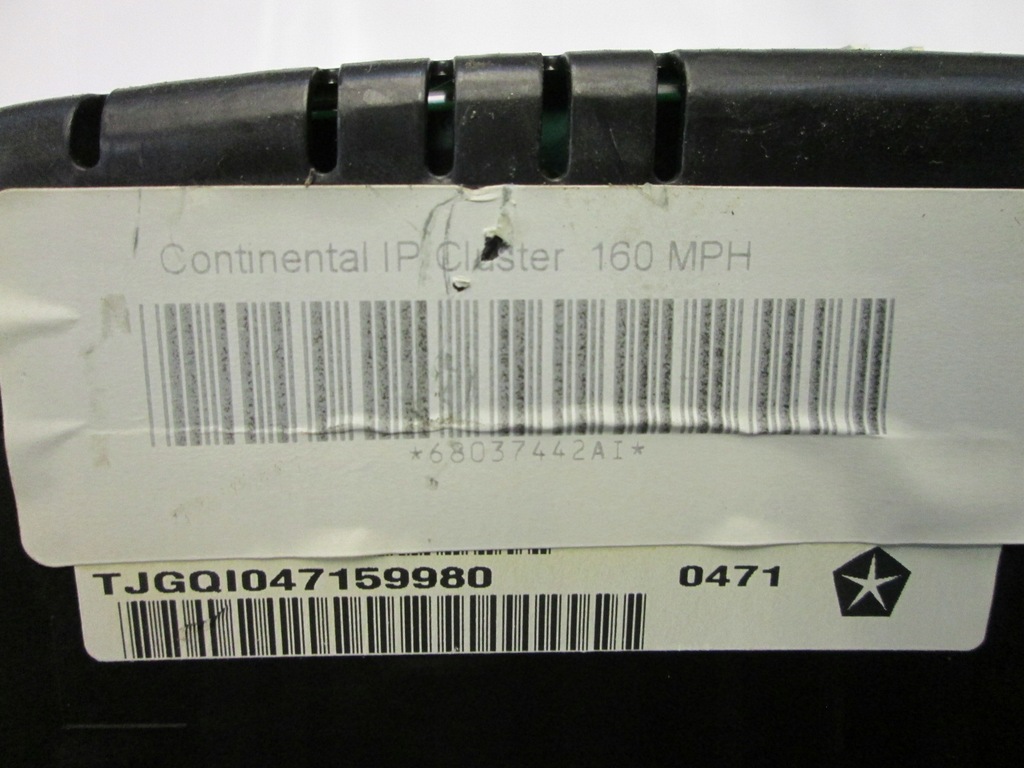 Continental IP Cluster 160 MPH
*68037442AI*
TJGQI047159980 0471